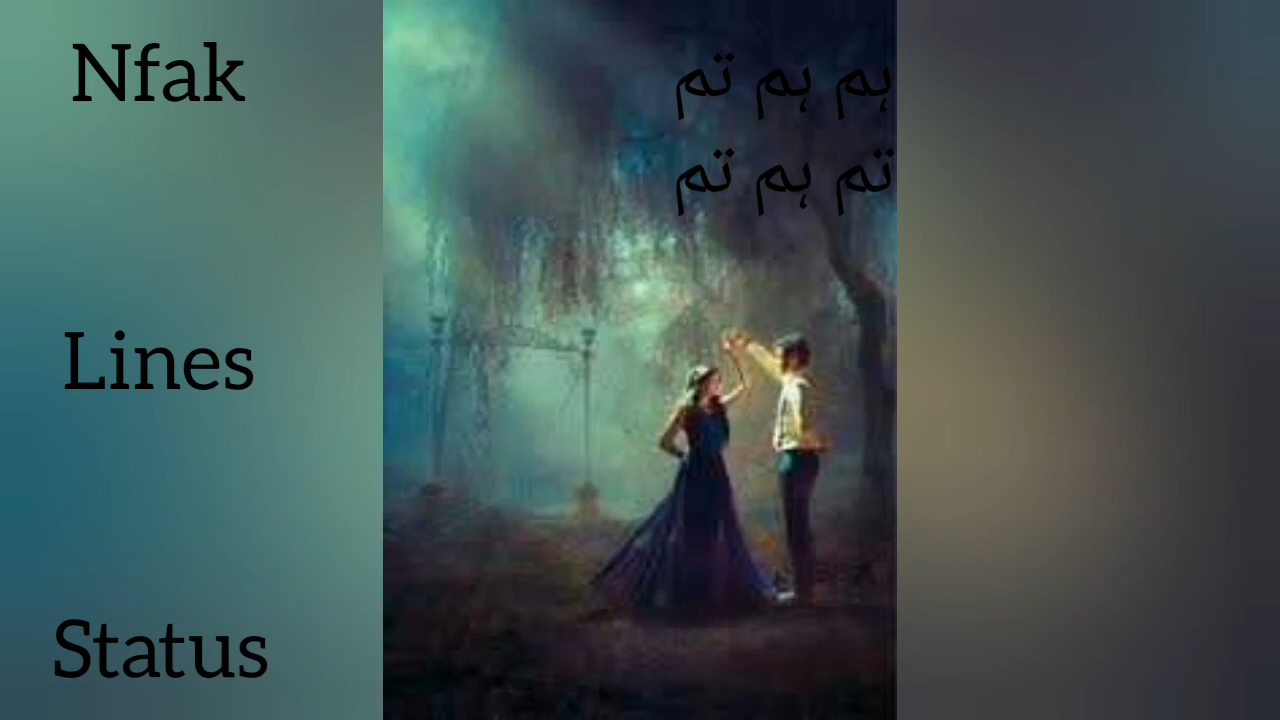 Nfak
Lines
Status
ہم ہم تم
تم ہم تم